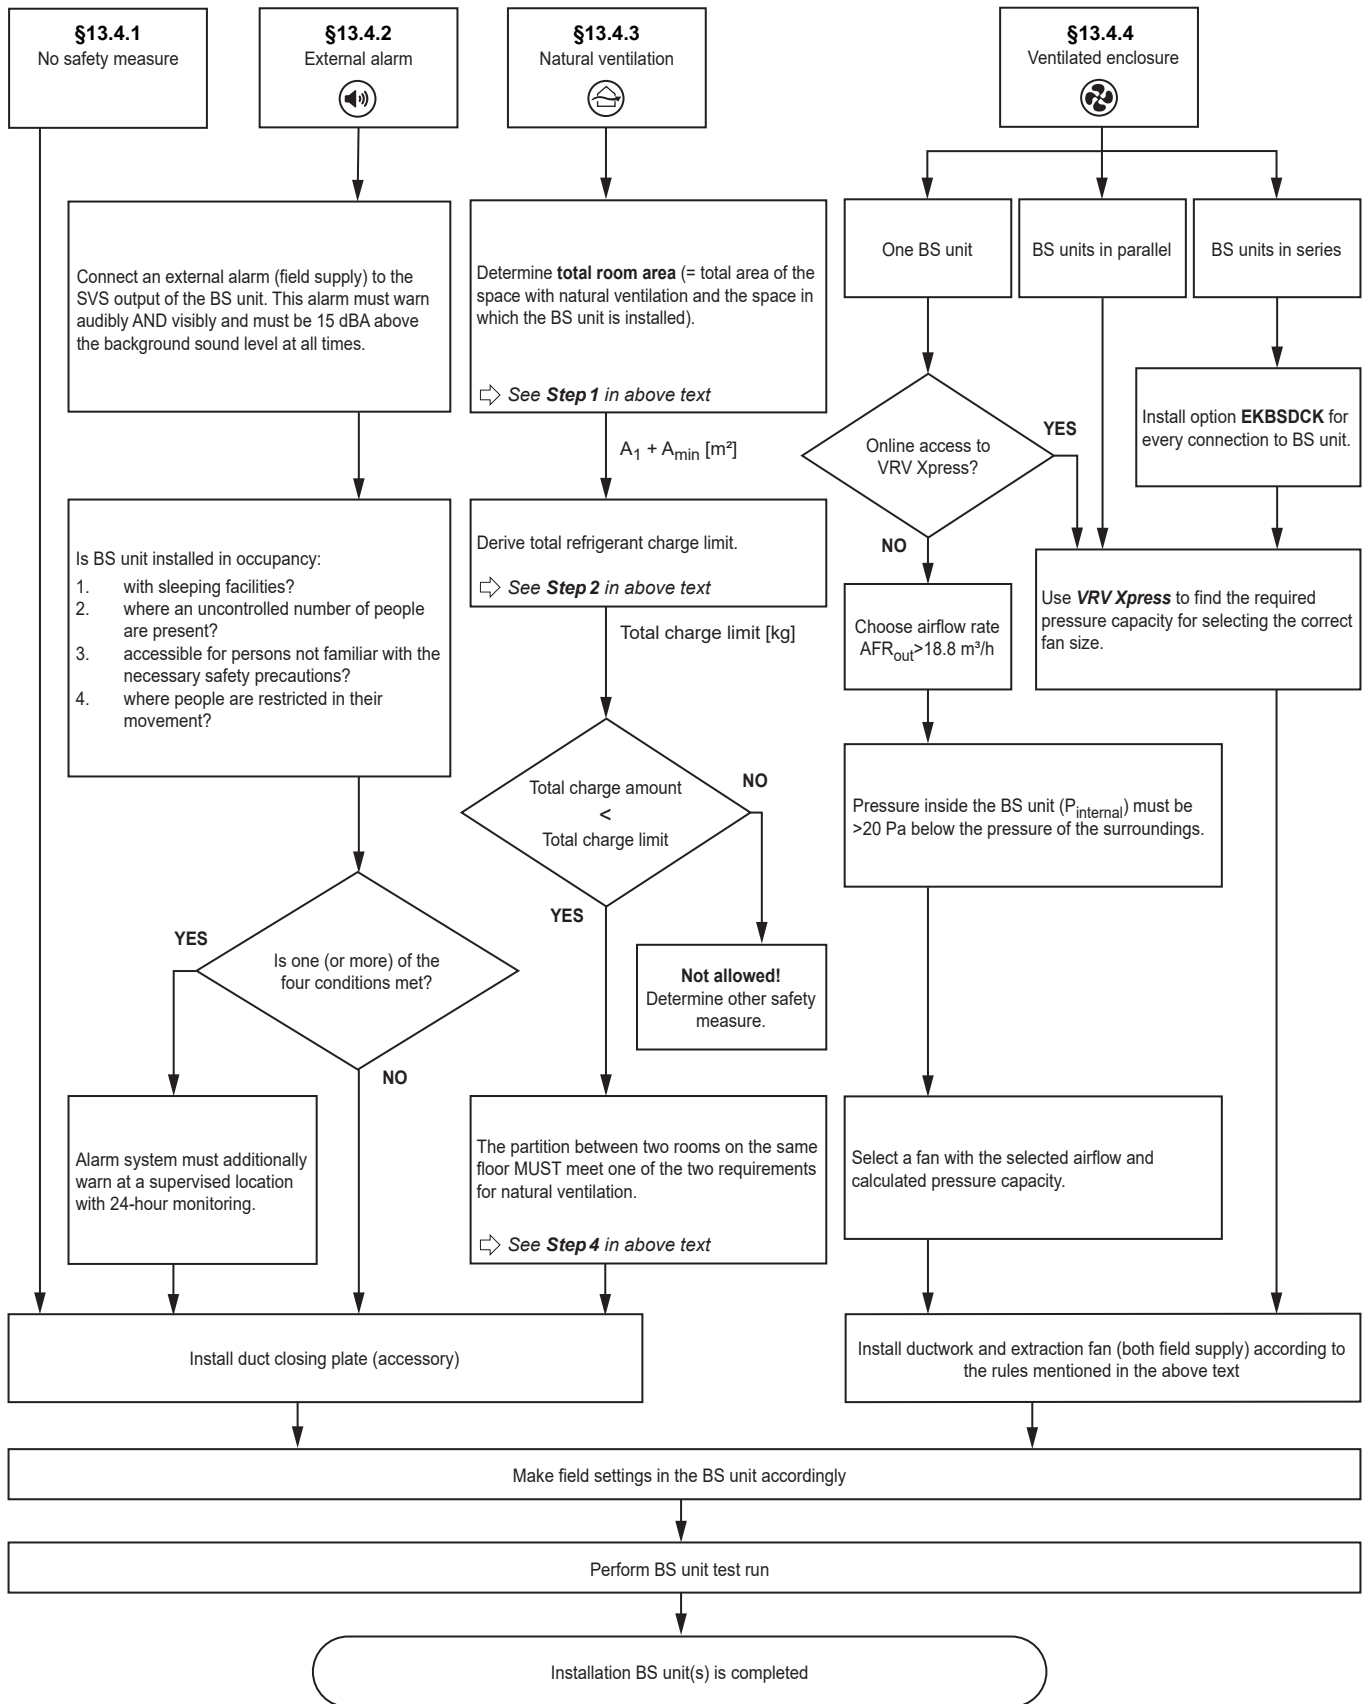 §13.4.1
No safety measure
§13.4.2
External alarm
§13.4.3
Natural ventilation
§13.4.4
Ventilated enclosure
Connect an external alarm (field supply) to the
SVS output of the BS unit. This alarm must warn
audibly AND visibly and must be 15 dBA above
the background sound level at all times.
Determine total room area (= total area of the
space with natural ventilation and the space in
which the BS unit is installed).
See Step 1 in above text
One BS unit
BS units in parallel
BS units in series
A1 + Amin [m²]
Online access to
VRV Xpress?
YES
NO
Install option EKBSDCK for
every connection to BS unit.
Is BS unit installed in occupancy:
1. with sleeping facilities?
2. where an uncontrolled number of people
are present?
3. accessible for persons not familiar with the
necessary safety precautions?
4. where people are restricted in their
movement?
Derive total refrigerant charge limit.
See Step 2 in above text
Total charge limit [kg]
Choose airflow rate
AFRout>18.8 m³/h
Use VRV Xpress to find the required
pressure capacity for selecting the correct
fan size.
Total charge amount
<
Total charge limit
NO
YES
Pressure inside the BS unit (Pinternal) must be
>20 Pa below the pressure of the surroundings.
Not allowed!
Determine other safety
measure.
YES
Is one (or more) of the
four conditions met?
NO
Alarm system must additionally
warn at a supervised location
with 24-hour monitoring.
The partition between two rooms on the same
floor MUST meet one of the two requirements
for natural ventilation.
See Step 4 in above text
Select a fan with the selected airflow and
calculated pressure capacity.
Install duct closing plate (accessory)
Install ductwork and extraction fan (both field supply) according to
the rules mentioned in the above text
Make field settings in the BS unit accordingly
Perform BS unit test run
Installation BS unit(s) is completed